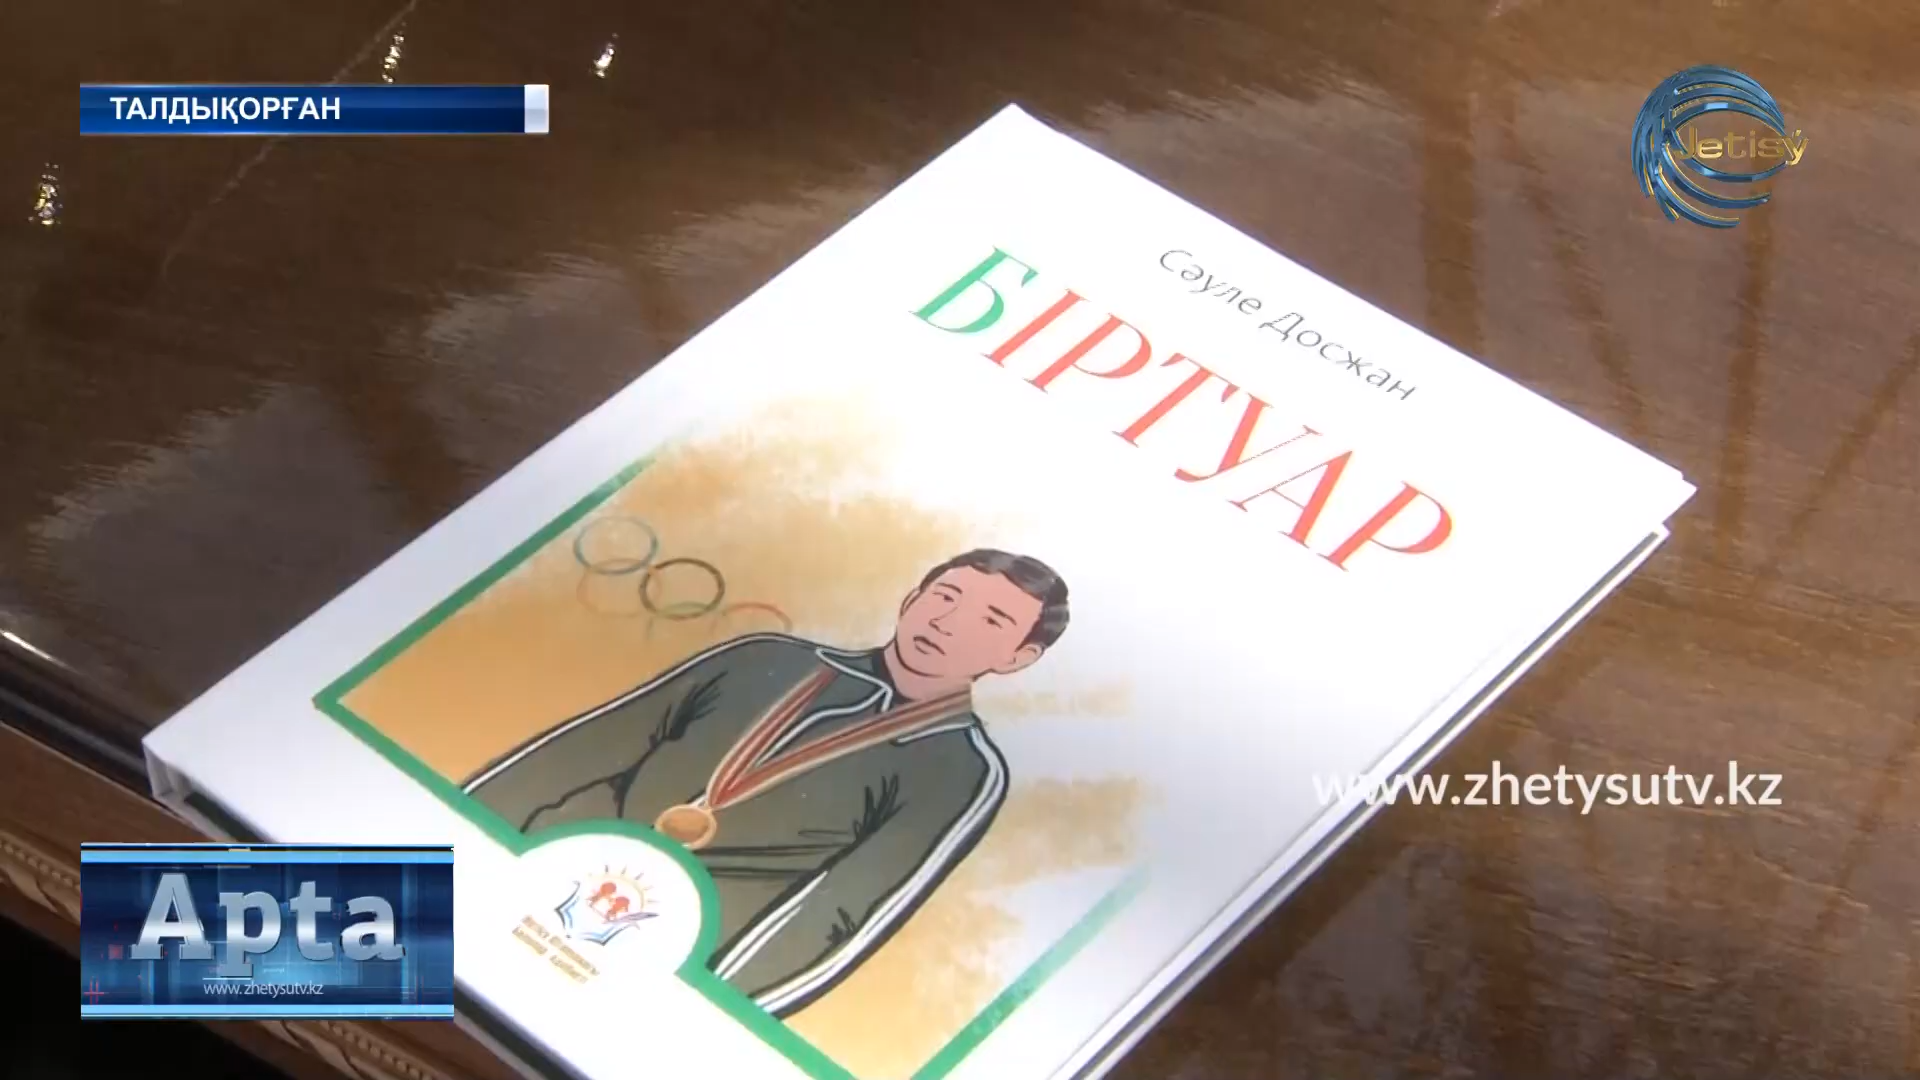 ТАЛДЫҚОРҒАН
Jetisý
Сәуле Досжан
БІРТУАР
www.zhetysutv.kz
Apta
www.zhetysutv.kz